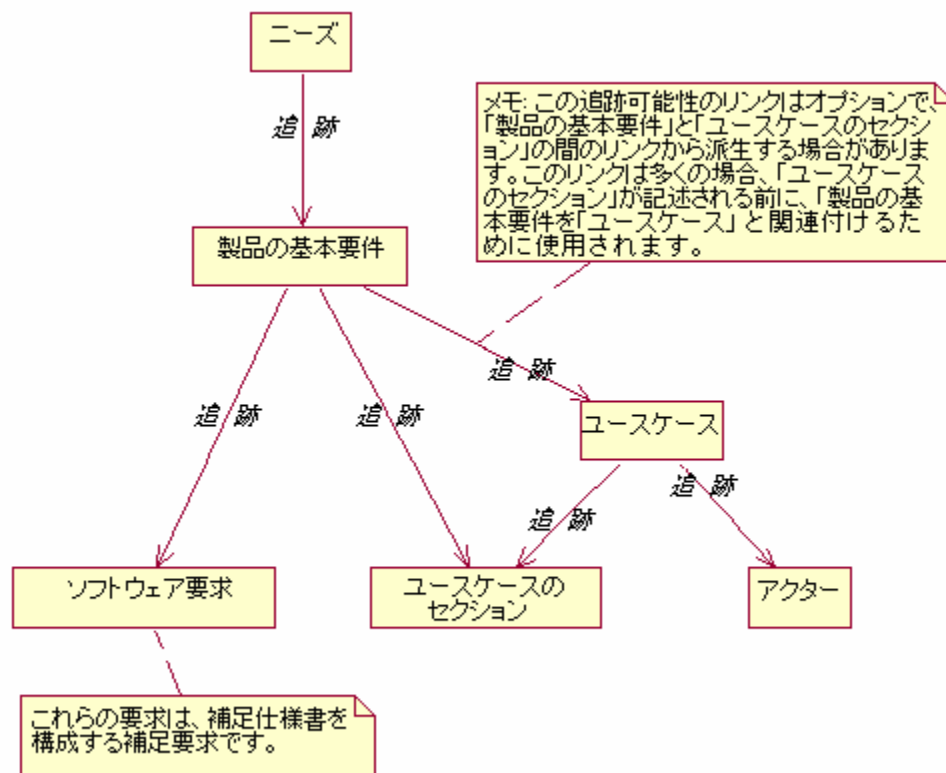 ニーズ
追跡
メモ: この追跡可能性のリンクはオプションで、
「製品の基本要件」と「ユースケースのセクシ
ョン」の間のリンクから派生する場合がありま
す。このリンクは多くの場合、「ユースケース
のセクション」が記述される前に、「製品の基
本要件を「ユースケース」 と関連付けるた
めに使用されます。
製品の基本要件
追跡
追跡
追跡
ユースケース
追跡
追跡
ソフトウェア要求
ユースケースの
セクション
アクター
これらの要求は、補足仕様書を
構成する補足要求です。